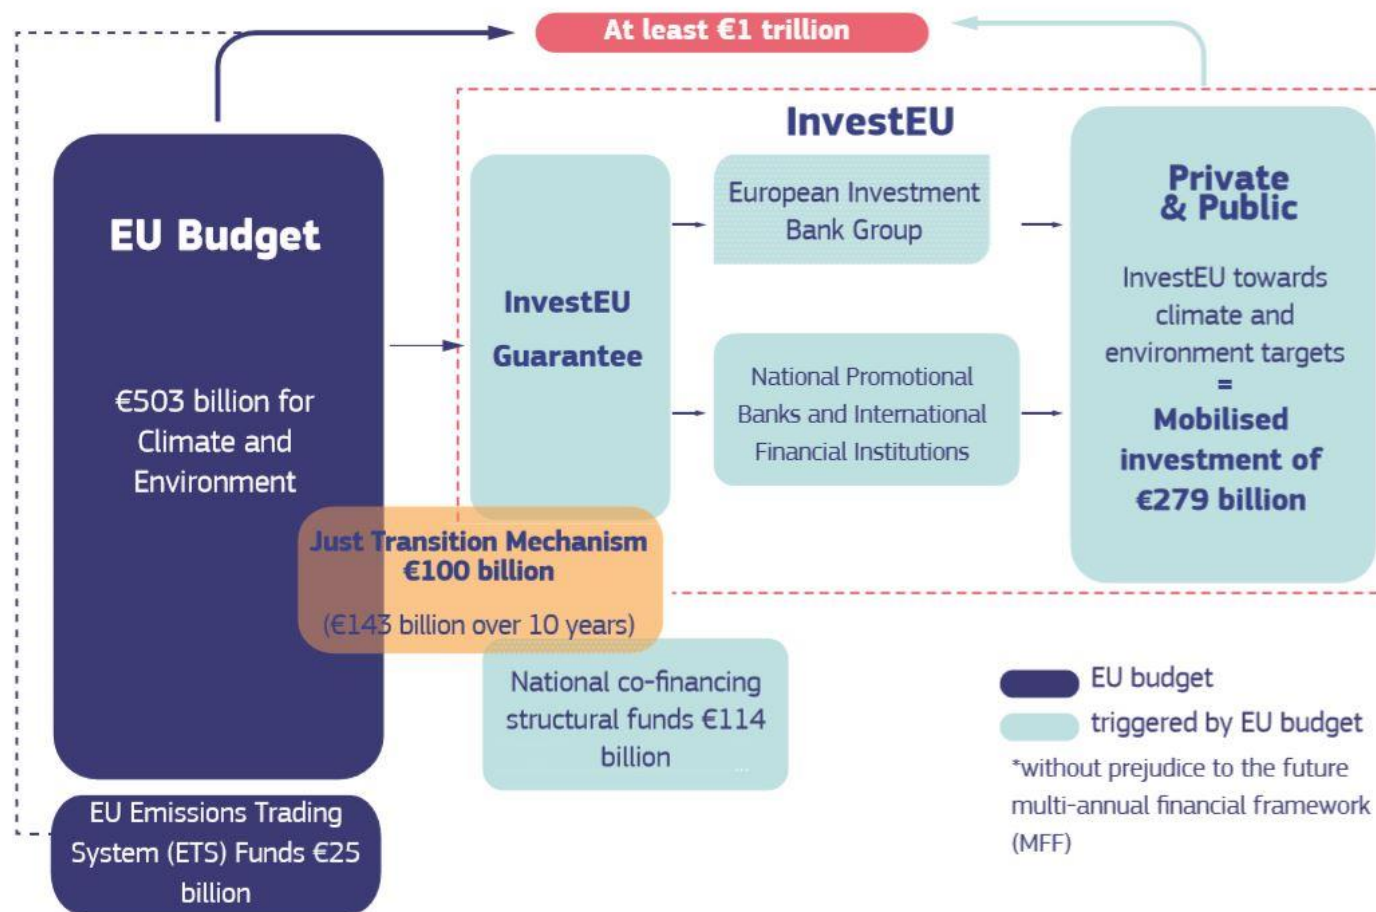 At least €1 trillion
InvestEU
EU Budget
€503 billion for
Climate and
Environment
InvestEU
Guarantee
European Investment
Bank Group
National Promotional
Banks and International
Financial Institutions
Private
& Public
InvestEU towards
climate and
environment targets
=
Mobilised
investment of
€279 billion
Just Transition Mechanism
€100 billion
(€143 billion over 10 years)
National co-financing
structural funds €114
billion
...
EU Emissions Trading
System (ETS) Funds €25
billion
EU budget
triggered by EU budget
*without prejudice to the future
multi-annual financial framework
(MFF)